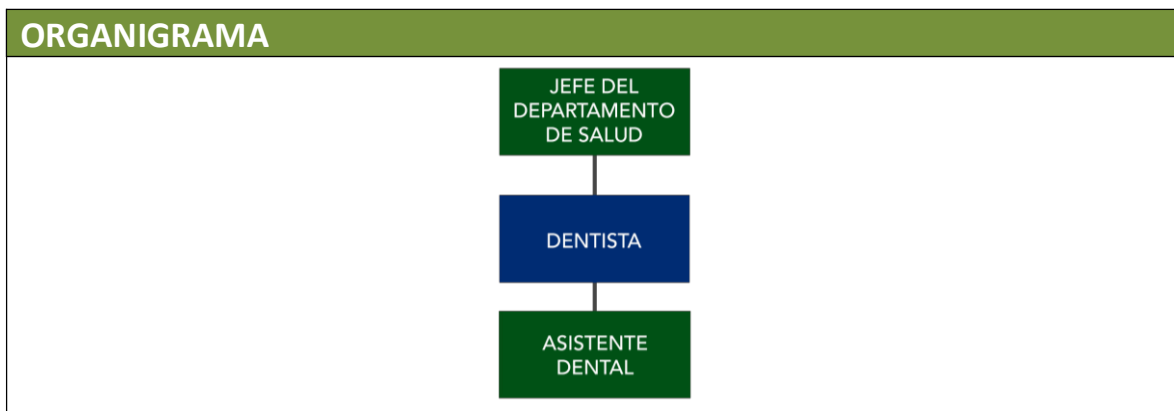 ORGANIGRAMA
JEFE DEL
DEPARTAMENTO
DE SALUD
DENTISTA
ASISTENTE
DENTAL